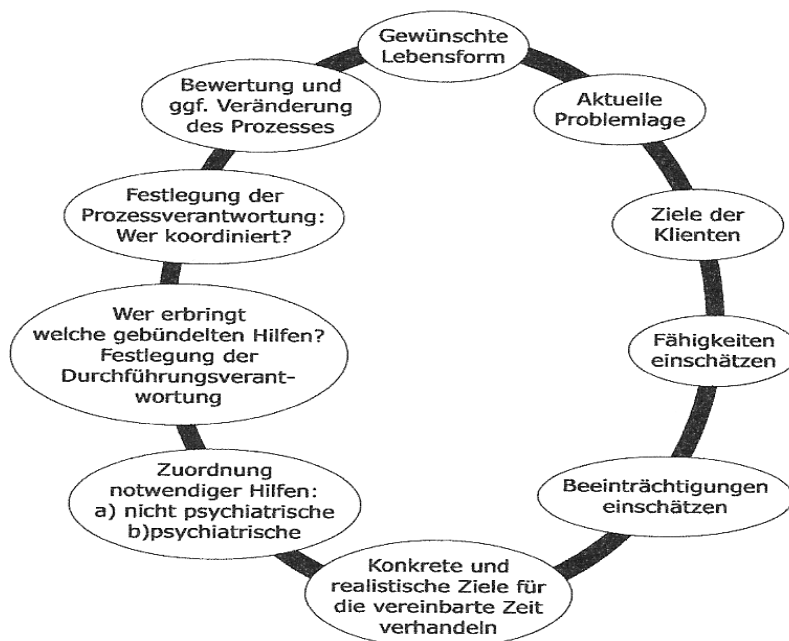 Gewünschte
Lebensform
Aktuelle
Problemlage
Ziele der
Klienten
Fähigkeiten
einschätzen
Beeinträchtigungen
einschätzen
Konkrete und
realistische Ziele für
die vereinbarte Zeit
verhandeln
Zuordnung
notwendiger Hilfen:
a) nicht psychiatrische
b)psychiatrische
Wer erbringt
welche gebündelten Hilfen?
Festlegung der
Durchführungsverant-
wortung
Festlegung der
Prozessverantwortung:
Wer koordiniert?
Bewertung und
ggf. Veränderung
des Prozesses